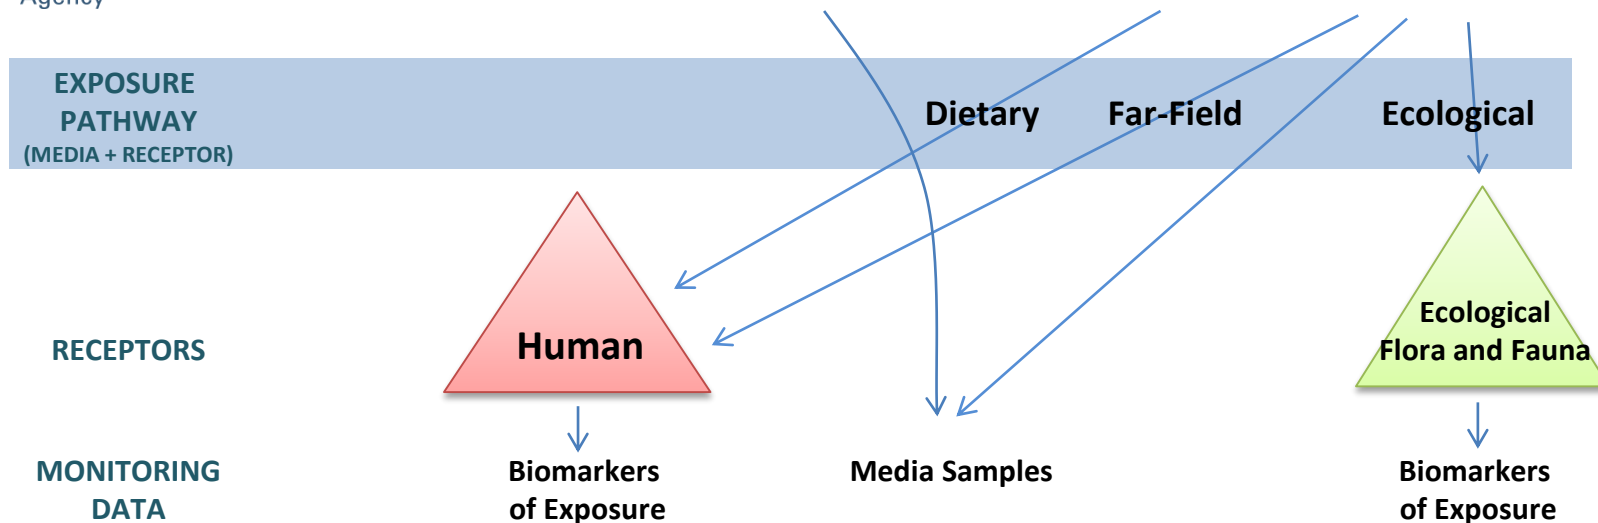 Agency
EXPOSURE
PATHWAY
(MEDIA + RECEPTOR)
Dietary Far-Field Ecological
RECEPTORS
Human
Ecological
Flora and Fauna
MONITORING
DATA
Biomarkers
of Exposure
Media Samples
Biomarkers
of Exposure